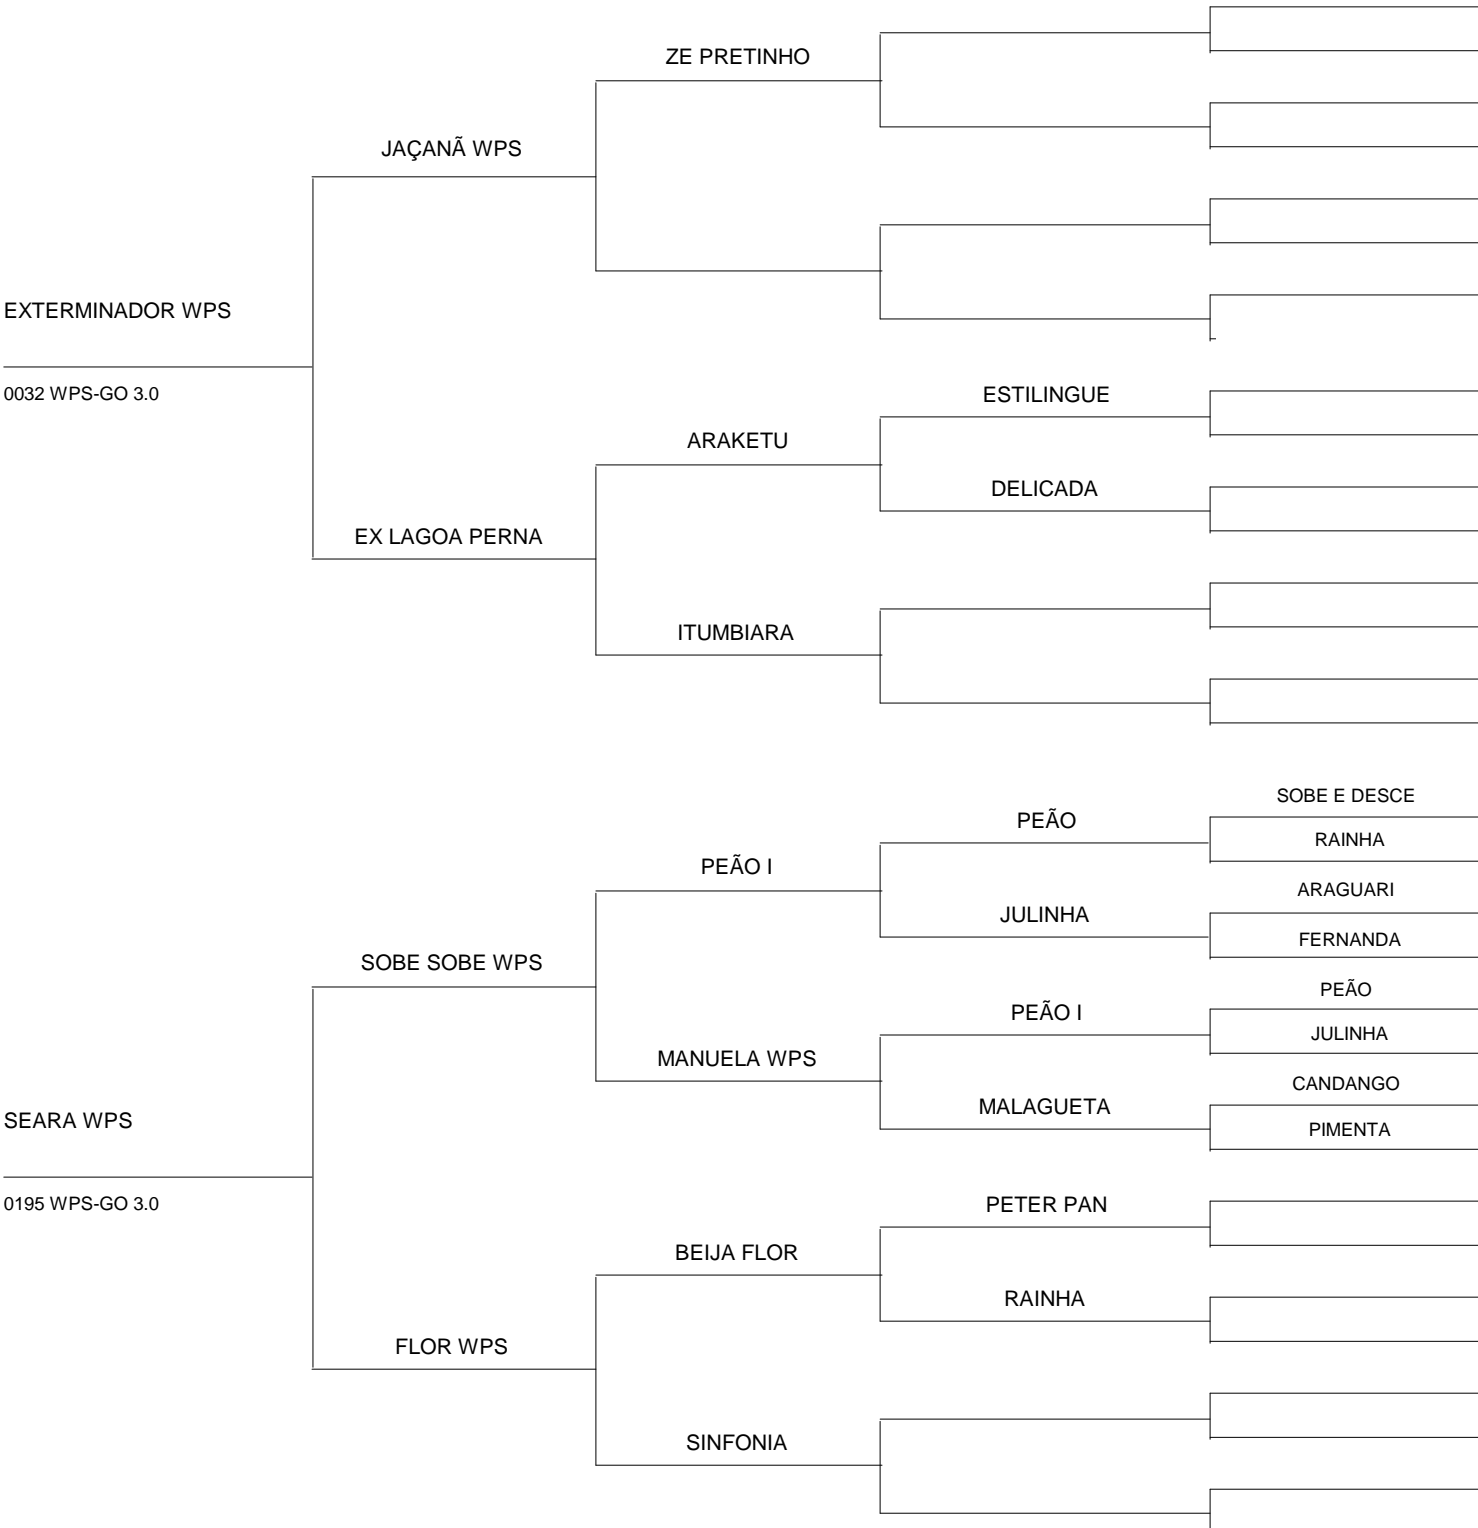 ZE PRETINHO
JAÇANÃ WPS
EXTERMINADOR WPS
0032 WPS-GO 3.0
ESTILINGUE
ARAKETU
DELICADA
EX LAGOA PERNA
ITUMBIARA
SOBE E DESCE
PEÃO
RAINHA
PEÃO I
ARAGUARI
JULINHA
FERNANDA
SOBE SOBE WPS
PEÃO
PEÃO I
JULINHA
MANUELA WPS
CANDANGO
MALAGUETA
SEARA WPS
PIMENTA
0195 WPS-GO 3.0
PETER PAN
BEIJA FLOR
RAINHA
FLOR WPS
SINFONIA